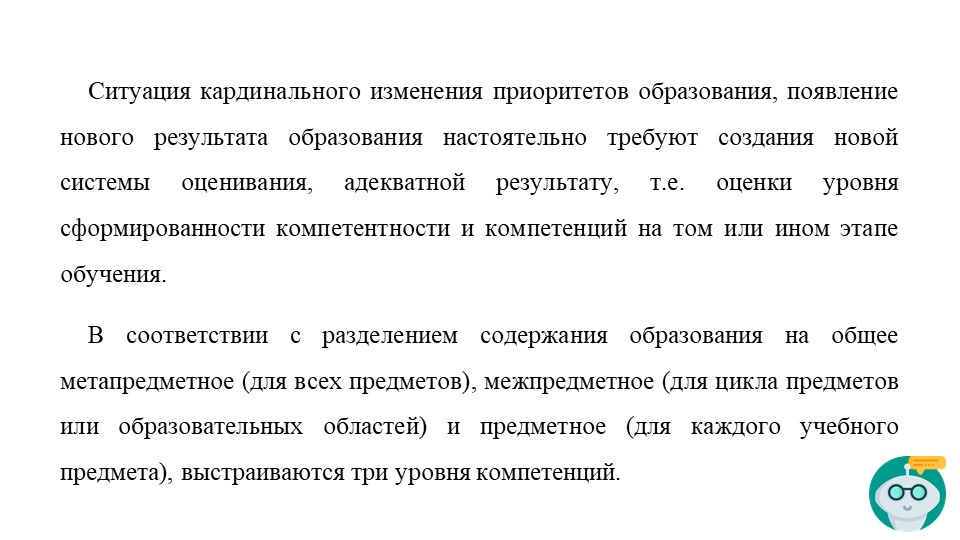 Ситуация кардинального изменения приоритетов образования, появление
нового результата образования настоятельно требуют создания новой
системы оценивания, адекватной результату, т.е. оценки уровня
сформированности компетентности и компетенций на том или ином этапе
обучения.
В соответствии с разделением содержания образования на общее
метапредметное (для всех предметов), межпредметное (для цикла предметов
или образовательных областей) и предметное (для каждого учебного
предмета), выстраиваются три уровня компетенций.